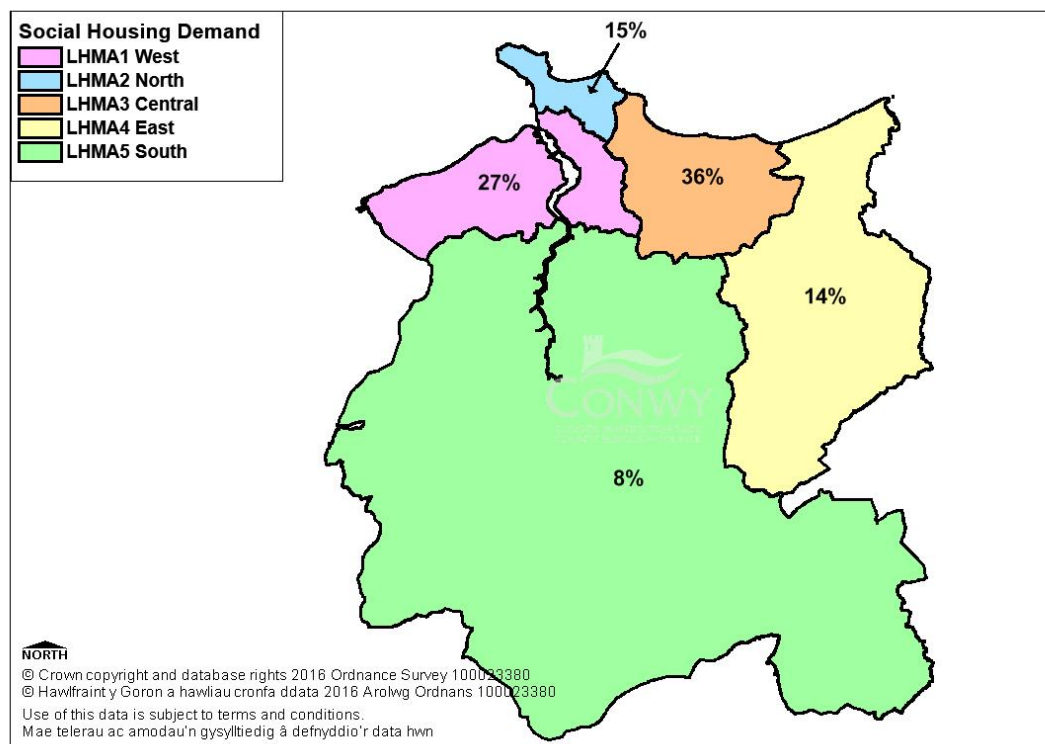 Social Housing Demand
LHMA1 West
LHMA2 North
LHMA3 Central
LHMA4 East
LHMA5 South
15%
27%
36%
14%
CONWY
8%
NORTH
© Crown copyright and database rights 2016 Ordnance Survey 100023380
© Hawlfraint y Goron a hawliau cronfa ddata 2016 Arolwg Ordnans 100023380
Use of this data is subject to terms and conditions.
Mae telerau ac amodau'n gysylltiedig â defnyddio'r data hwn